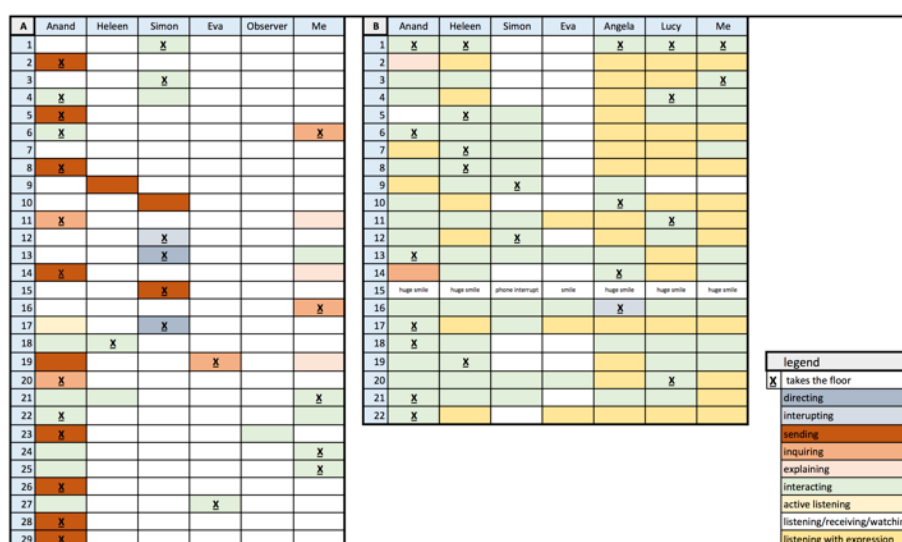 A Anand Heleen Simon Eva Observer Me
1 X
2 X
3 X
4 X
5 X
6 X X
7
8 X
9
10
11 X
12 X
13 X
14 X
15 X
16 X
17 X
18 X
19 X
20 X
21 X
22 X
23 X
24 X
25 X
26 X
27 X
28 X
29 X
B Anand Heleen Simon Eva Angela Lucy Me
1 X X X X X
2
3 X
4 X
5 X
6 X
7 X
8 X
9 X
10 X
11 X
12 X
13 X
14 X
15 huge smile huge smile phone interrupt smile huge smile huge smile huge smile
16 X
17 X
18 X
19 X
20 X
21 X
22 X
legend
X takes the floor
directing
interupting
sending
inquiring
explaining
interacting
active listening
listening/receiving/watchin
listening with expression